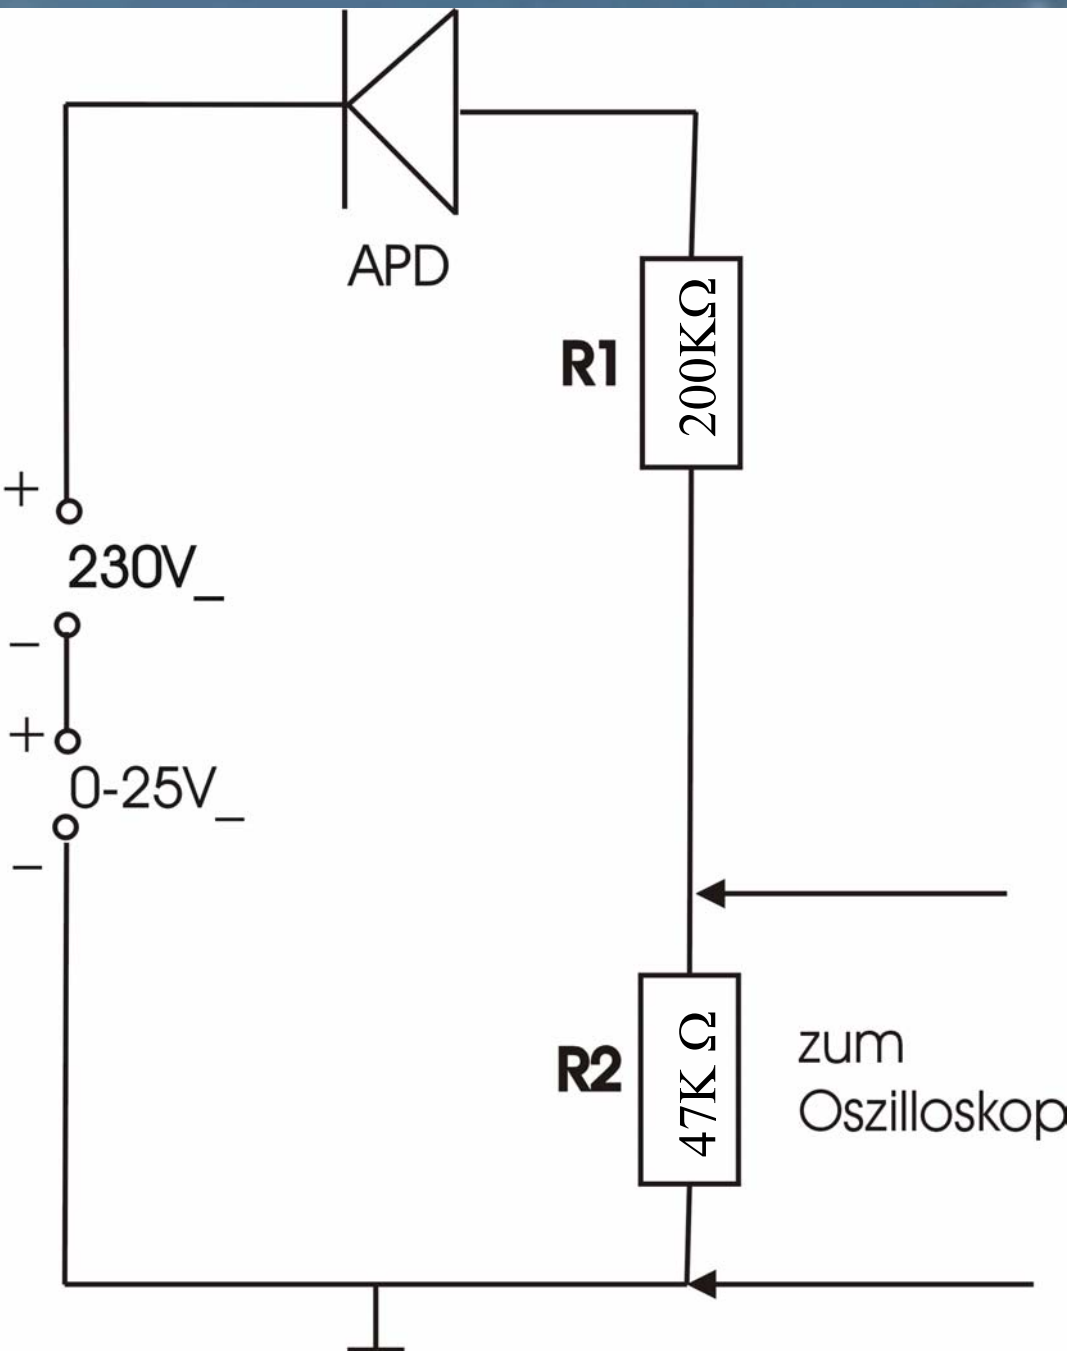 APD
R1
200KΩ
+
230V_
–
+
0-25V_
–
R2
47K Ω
zum
Oszilloskop